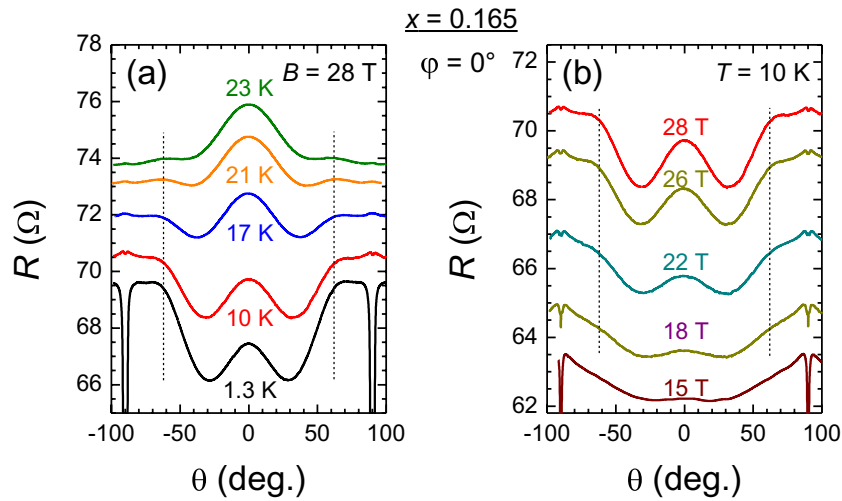 x = 0.165
φ = 0°
(a)
B = 28 T
23 K
21 K
17 K
10 K
1.3 K
78
76
74
72
70
68
66
-100
-50
0
50
100
R (Ω)
θ (deg.)
(b)
T = 10 K
28 T
26 T
22 T
18 T
15 T
70
68
66
64
62
-100
-50
0
50
100
R (Ω)
θ (deg.)